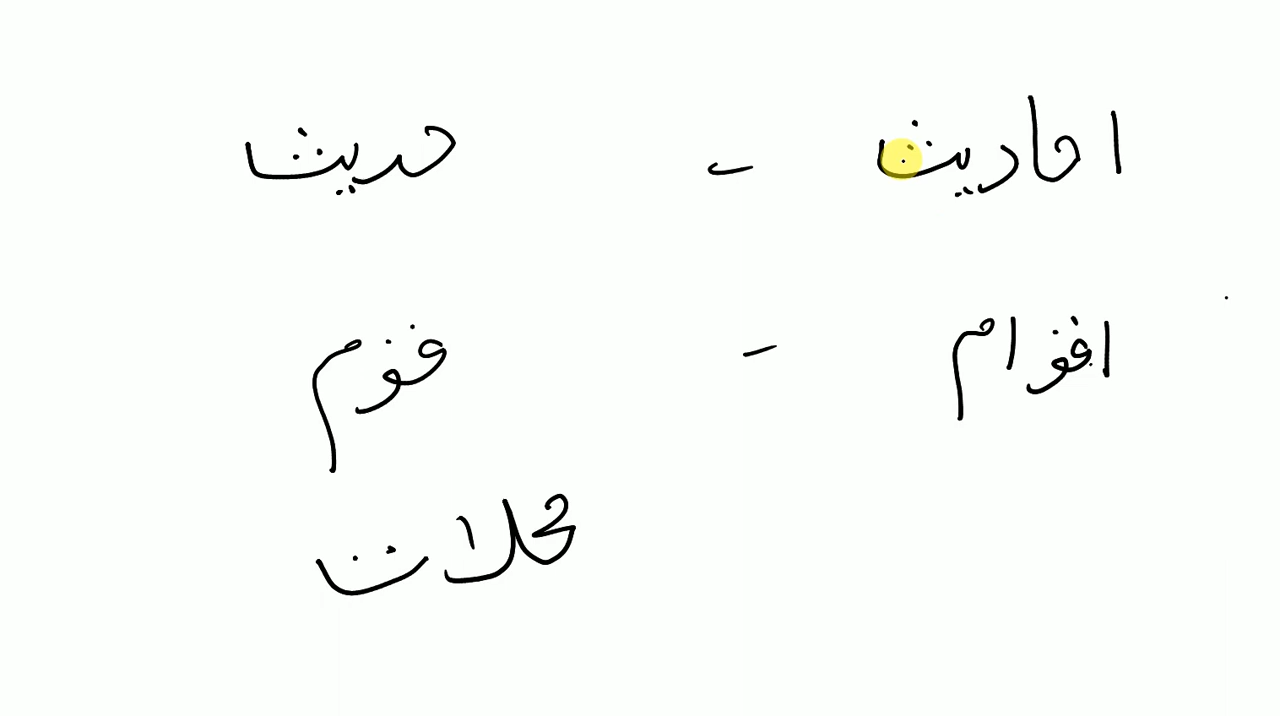 احادیث - حدیث
اقوام - قوم
محلات